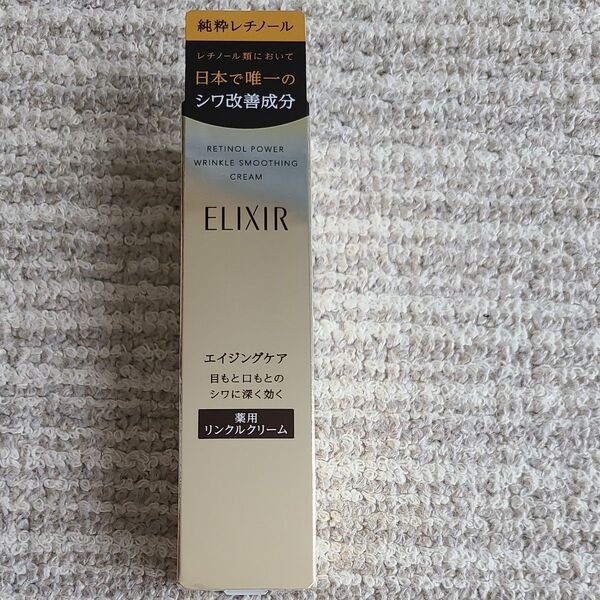 純粋レチノール
レチノール類において
日本で唯一の
シワ改善成分
RETINOL POWER
WRINKLE SMOOTHING
CREAM
ELIXIR
エイジングケア
目もと口もとの
シワに深く効く
薬用
リンクルクリーム